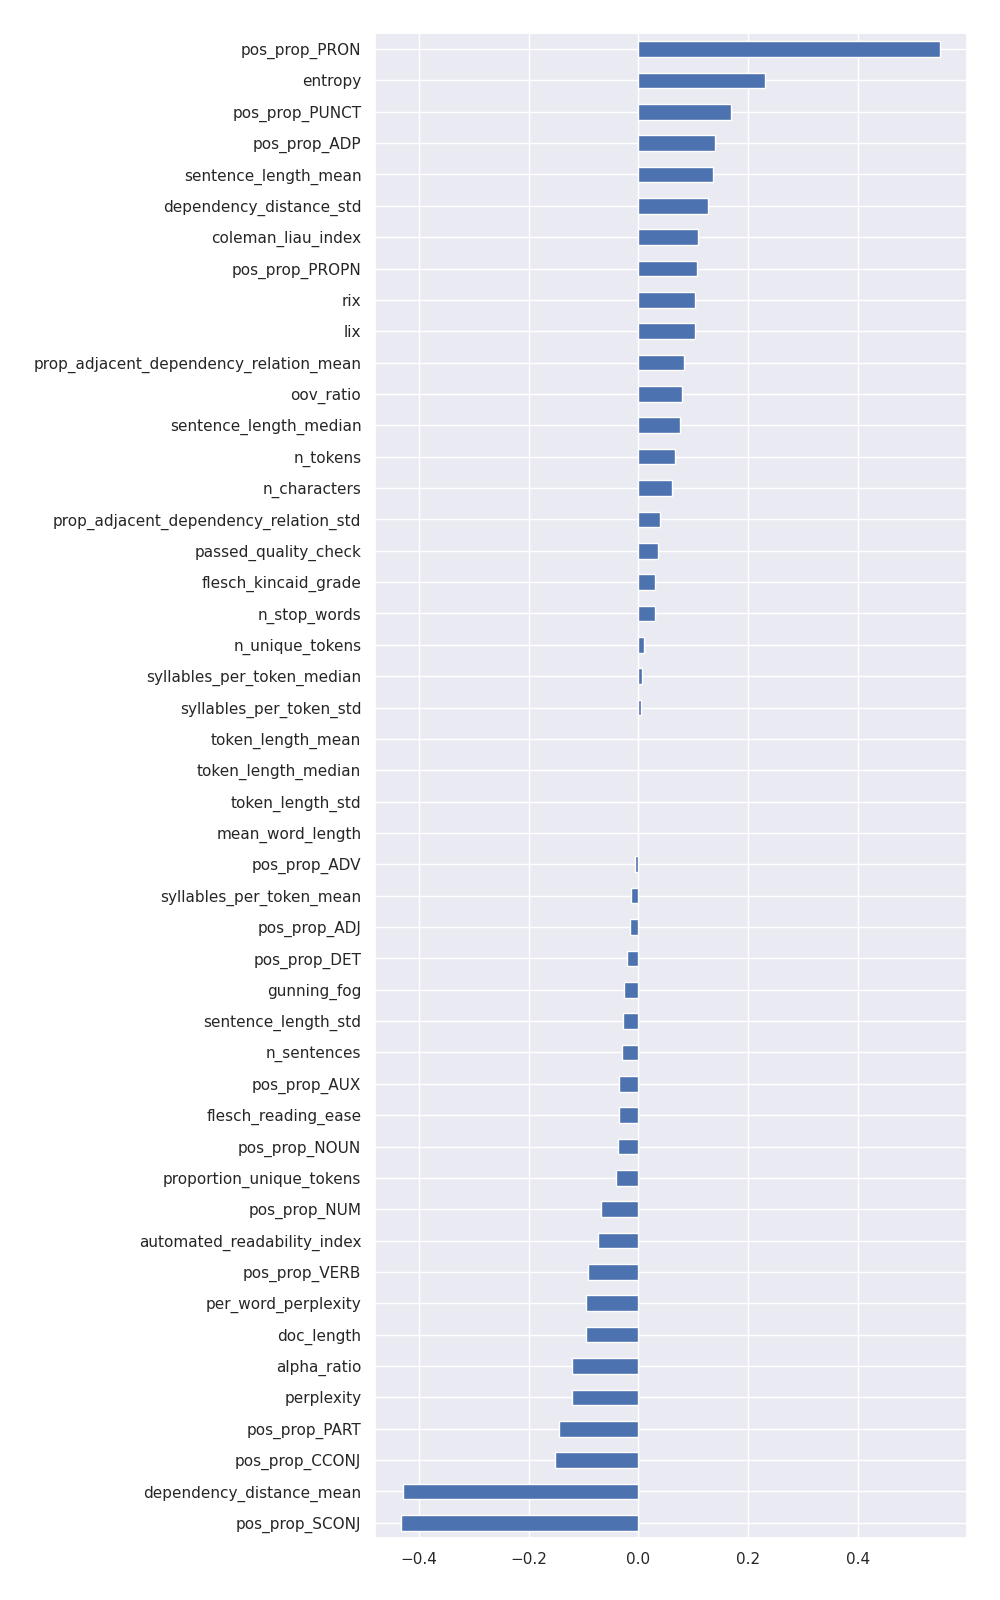 pos_prop_PRON
entropy
pos_prop_PUNCT
pos_prop_ADP
sentence_length_mean
dependency_distance_std
coleman_liau_index
pos_prop_PROPN
rix
lix
prop_adjacent_dependency_relation_mean
oov_ratio
sentence_length_median
n_tokens
n_characters
prop_adjacent_dependency_relation_std
passed_quality_check
flesch_kincaid_grade
n_stop_words
n_unique_tokens
syllables_per_token_median
syllables_per_token_std
token_length_mean
token_length_median
token_length_std
mean_word_length
pos_prop_ADV
syllables_per_token_mean
pos_prop_ADJ
pos_prop_DET
gunning_fog
sentence_length_std
n_sentences
pos_prop_AUX
flesch_reading_ease
pos_prop_NOUN
proportion_unique_tokens
pos_prop_NUM
automated_readability_index
pos_prop_VERB
per_word_perplexity
doc_length
alpha_ratio
perplexity
pos_prop_PART
pos_prop_CCONJ
dependency_distance_mean
pos_prop_SCONJ
−0.4 −0.2 0.0 0.2 0.4